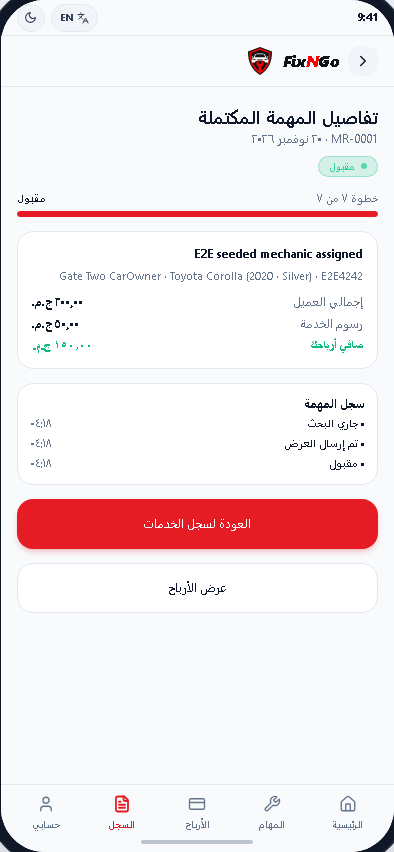 9:41
EN
FixNGo
تفاصيل المهمة المكتملة
MR-0001 · ٢٠ نوفمبر ٢٠٢٦
مقبول
خطوة ٧ من ٧
مقبول
E2E seeded mechanic assigned
Gate Two CarOwner · Toyota Corolla (2020 · Silver) · E2E4242
إجمالي العميل ٢٠٠٫٠٠ ج.م.
رسوم الخدمة ٥٠٫٠٠ ج.م.
صافي أرباحك ١٥٠٫٠٠ ج.م.
سجل المهمة
• جاري البحث ٠٤:١٨
• تم إرسال العرض ٠٤:١٨
• مقبول ٠٤:١٨
العودة لسجل الخدمات
عرض الأرباح
الرئيسية
المهام
الأرباح
السجل
حسابي